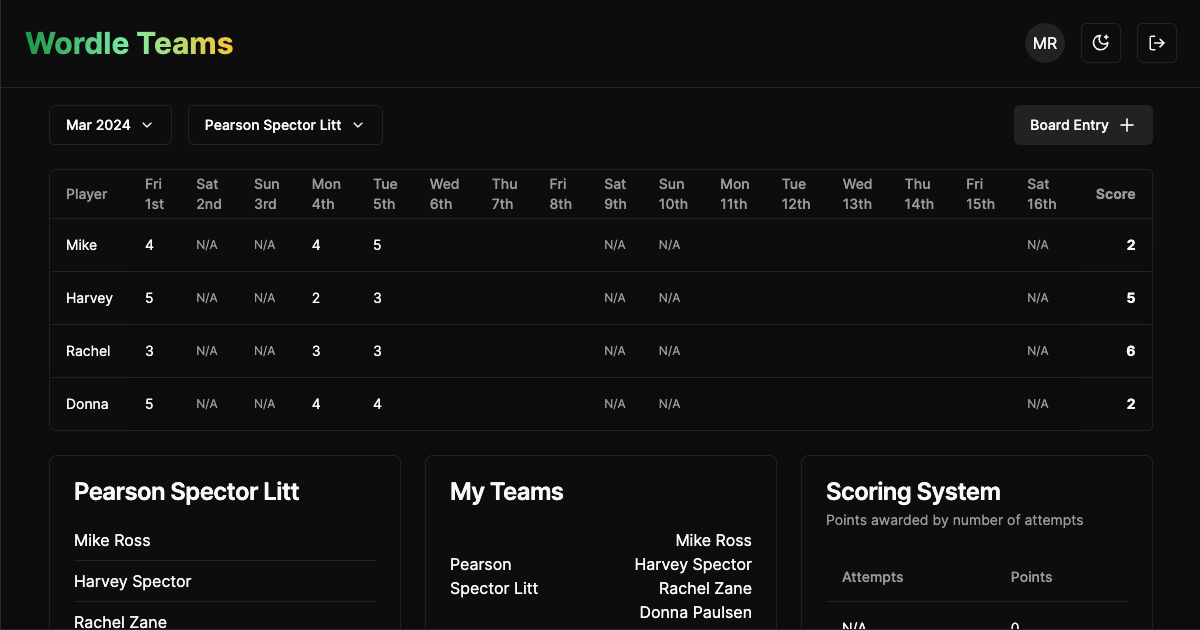 Wordle Teams
MR
Mar 2024
Pearson Spector Litt
Board Entry
Player Fri 1st Sat 2nd Sun 3rd Mon 4th Tue 5th Wed 6th Thu 7th Fri 8th Sat 9th Sun 10th Mon 11th Tue 12th Wed 13th Thu 14th Fri 15th Sat 16th Score
Mike 4 N/A N/A 4 5 N/A N/A N/A 2
Harvey 5 N/A N/A 2 3 N/A N/A N/A 5
Rachel 3 N/A N/A 3 3 N/A N/A N/A 6
Donna 5 N/A N/A 4 4 N/A N/A N/A 2
Pearson Spector Litt
Mike Ross
Harvey Spector
Rachel Zane
My Teams
Pearson
Spector Litt
Mike Ross
Harvey Spector
Rachel Zane
Donna Paulsen
Scoring System
Points awarded by number of attempts
Attempts Points
N/A 0